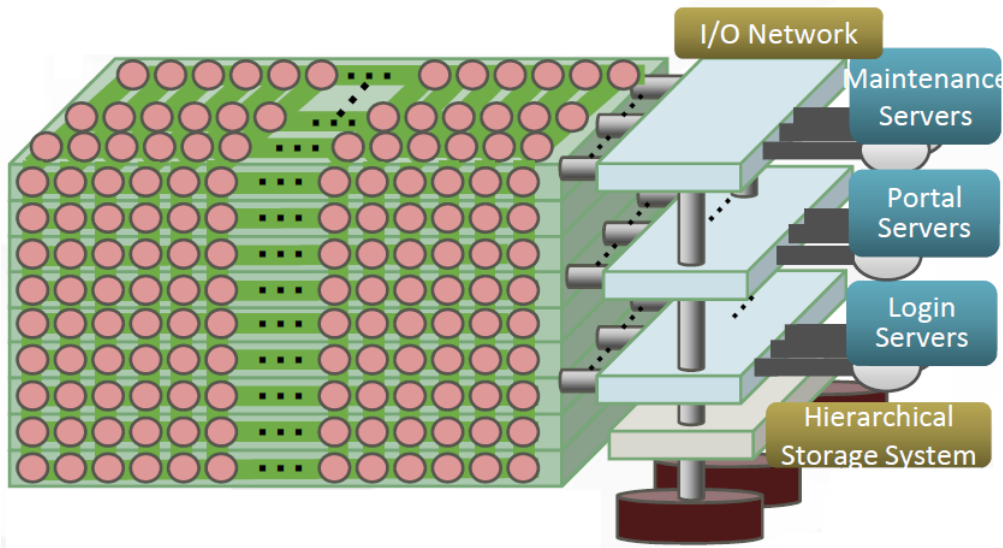 I/O Network
Maintenance
Servers
Portal
Servers
Login
Servers
Hierarchical
Storage System